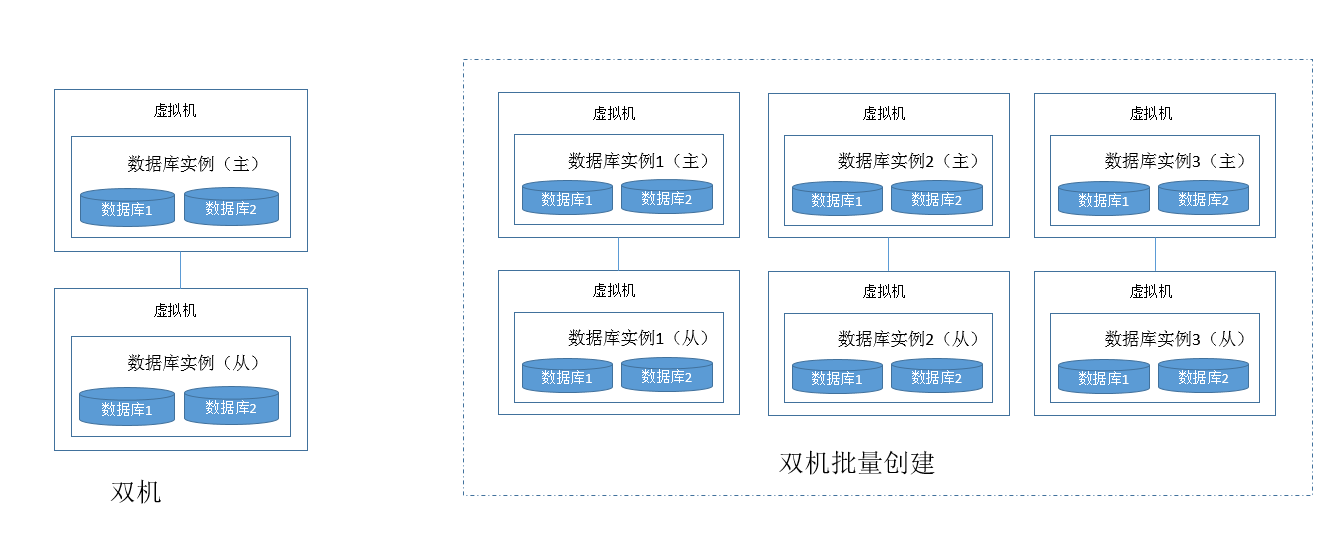 虚拟机
数据库实例（主）
数据库1
数据库2
虚拟机
数据库实例（从）
数据库1
数据库2
双机
虚拟机
数据库实例1（主）
数据库1
数据库2
虚拟机
数据库实例2（主）
数据库1
数据库2
虚拟机
数据库实例3（主）
数据库1
数据库2
虚拟机
数据库实例1（从）
数据库1
数据库2
虚拟机
数据库实例2（从）
数据库1
数据库2
虚拟机
数据库实例3（从）
数据库1
数据库2
双机批量创建